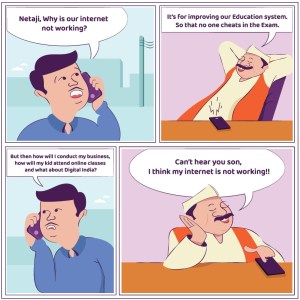 Netaji, Why is our internet
not working?
It's for improving our Education system.
So that no one cheats in the Exam.
But then how will I conduct my business,
how will my kid attend online classes
and what about Digital India?
Can't hear you son,
I think my internet is not working!!